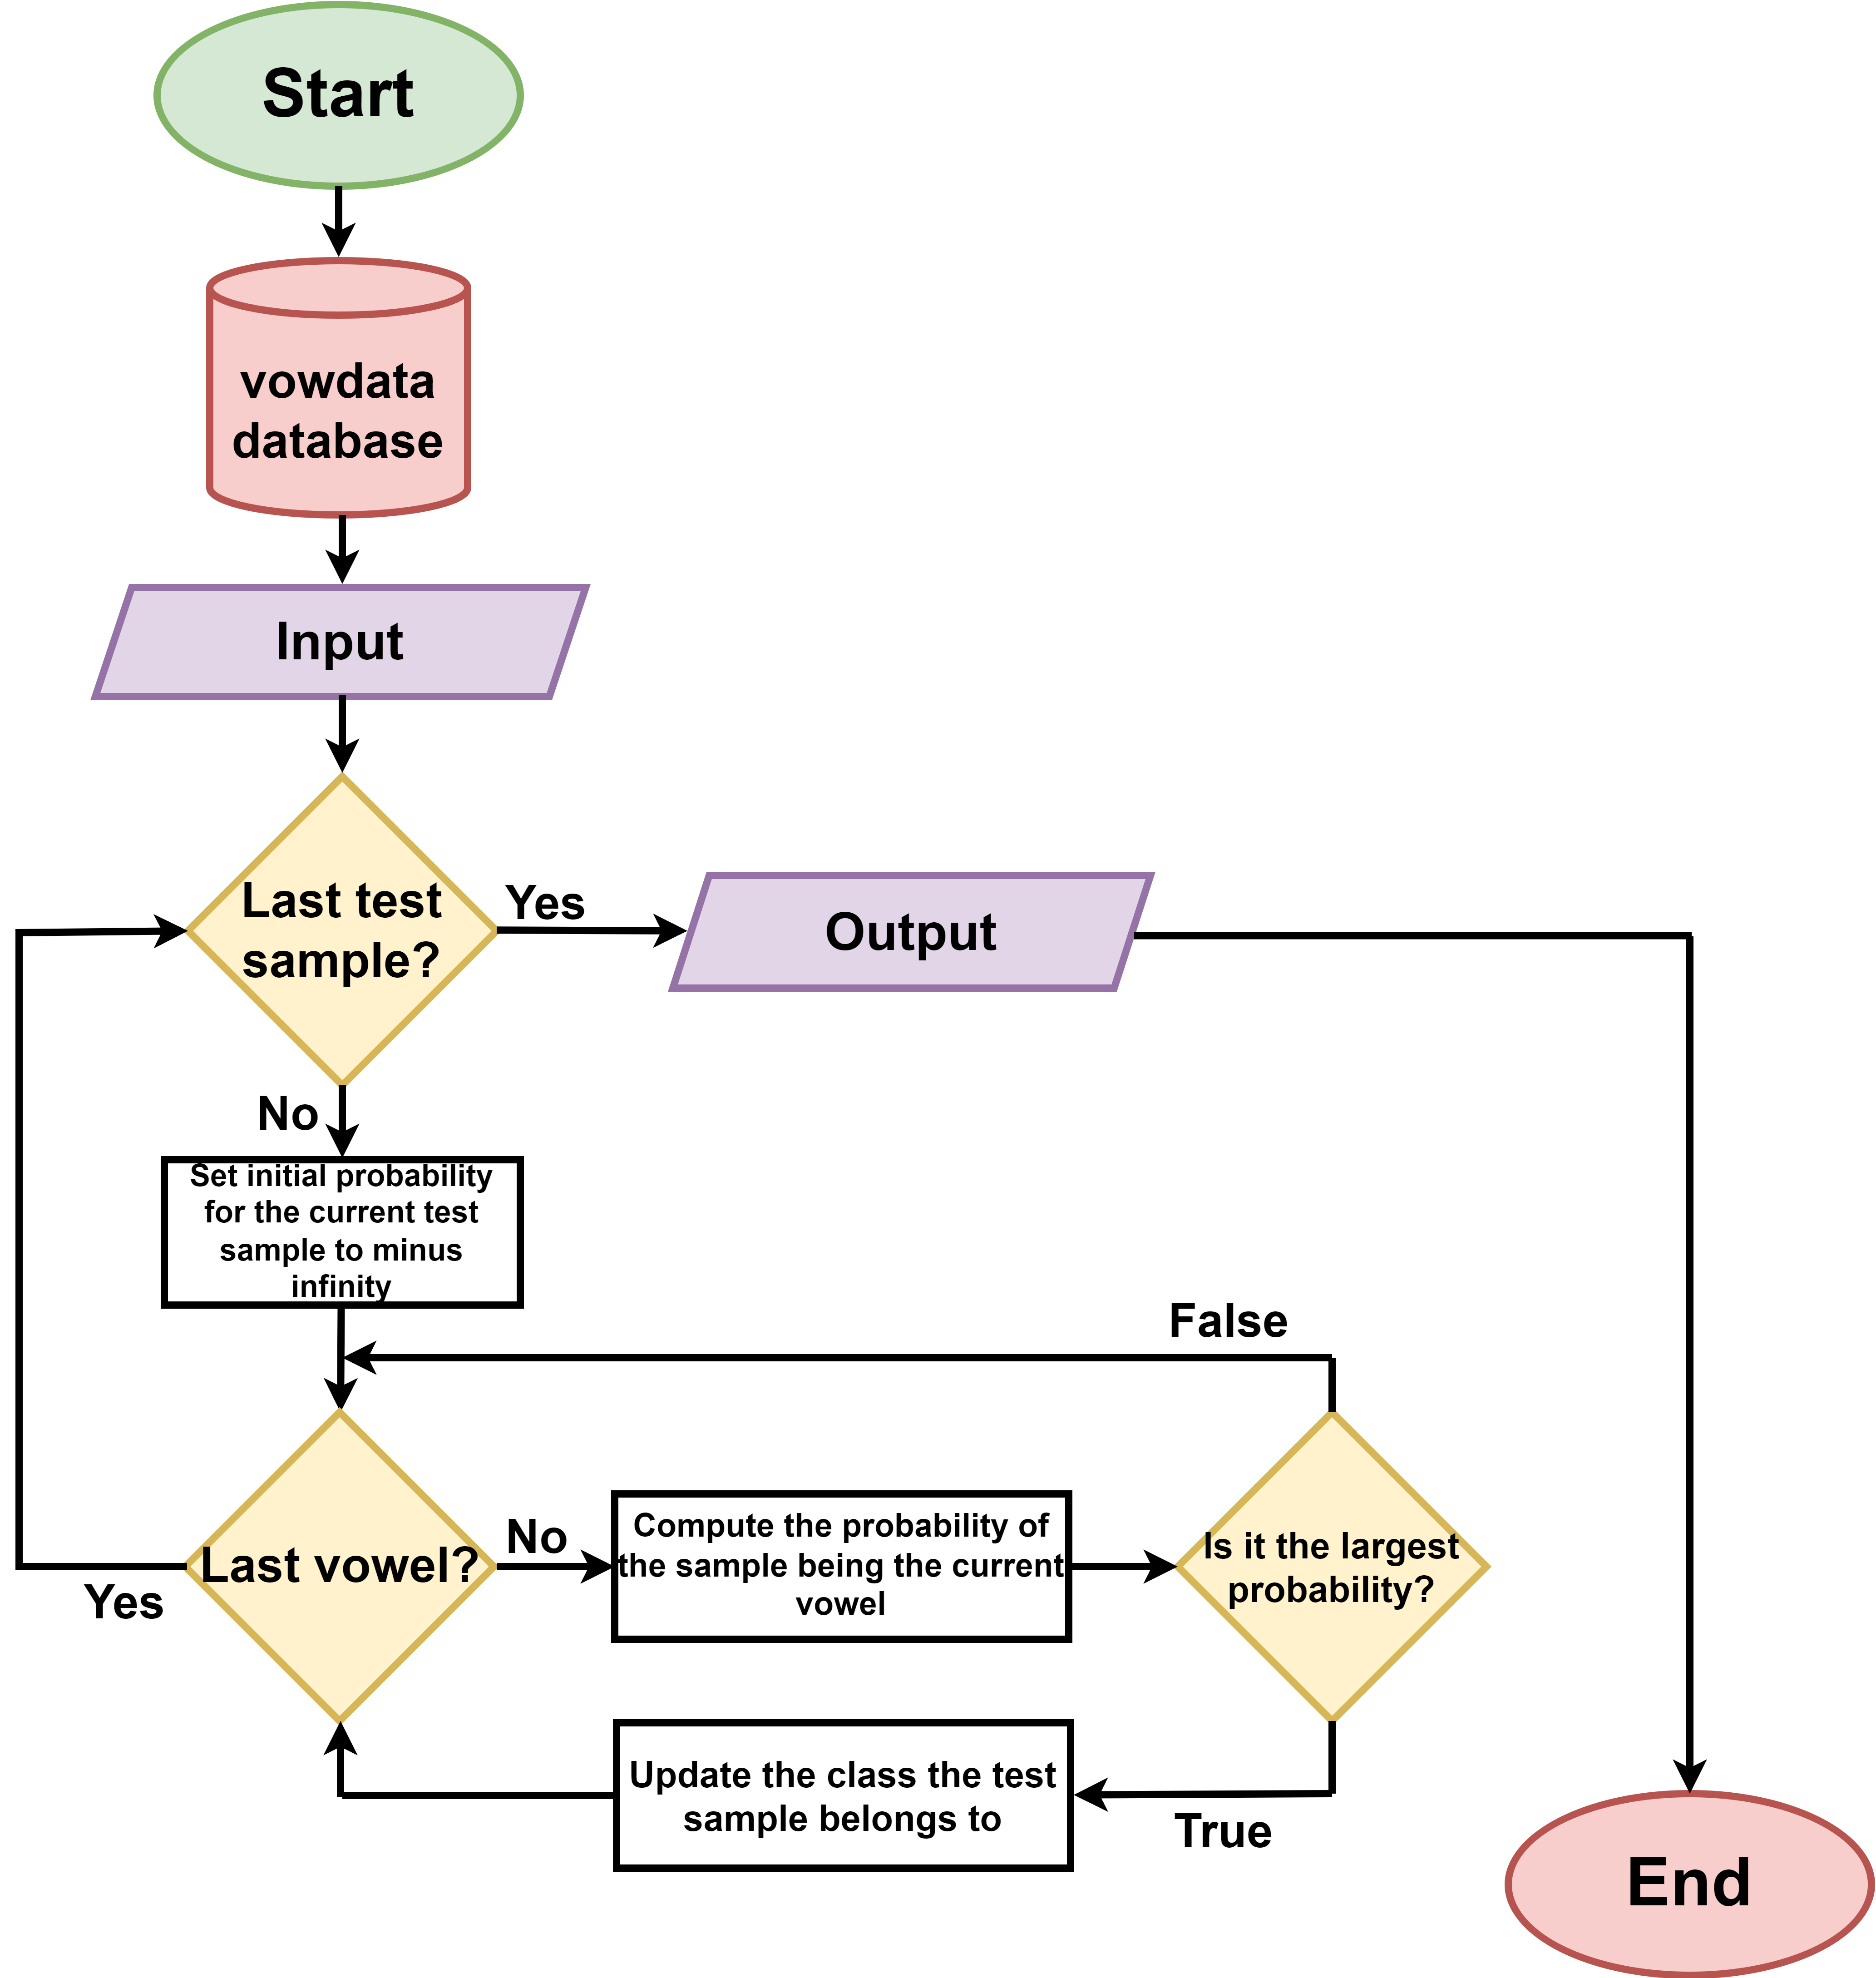 Start
vowdata
database
Input
Last test
sample?
Yes
Output
No
Set initial probability
for the current test
sample to minus
infinity
False
Last vowel?
Yes
No
Compute the probability of
the sample being the current
vowel
Is it the largest
probability?
Update the class the test
sample belongs to
True
End